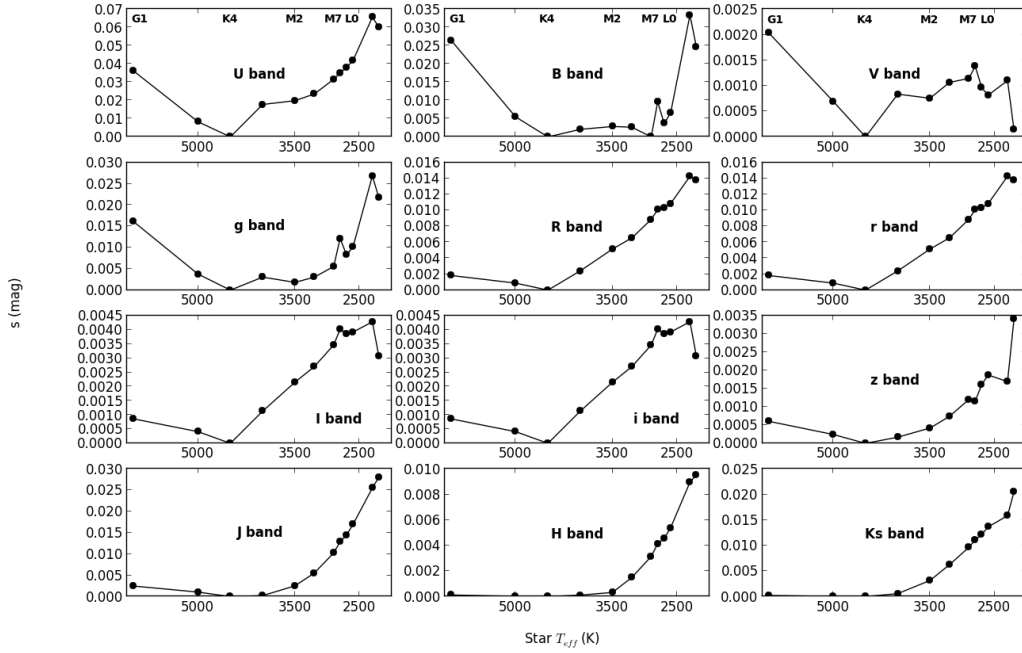 G1 K4 M2 M7 L0 G1 K4 M2 M7 L0 G1 K4 M2 M7 L0
0.07 0.06 0.05 0.04 0.03 0.02 0.01 0.00
U band
5000 3500 2500
0.035 0.030 0.025 0.020 0.015 0.010 0.005 0.000
B band
5000 3500 2500
0.0025 0.0020 0.0015 0.0010 0.0005 0.0000
V band
5000 3500 2500
0.030 0.025 0.020 0.015 0.010 0.005 0.000
g band
5000 3500 2500
0.016 0.014 0.012 0.010 0.008 0.006 0.004 0.002 0.000
R band
5000 3500 2500
0.016 0.014 0.012 0.010 0.008 0.006 0.004 0.002 0.000
r band
5000 3500 2500
s (mag)
0.0045 0.0040 0.0035 0.0030 0.0025 0.0020 0.0015 0.0010 0.0005 0.0000
I band
5000 3500 2500
0.0045 0.0040 0.0035 0.0030 0.0025 0.0020 0.0015 0.0010 0.0005 0.0000
i band
5000 3500 2500
0.0035 0.0030 0.0025 0.0020 0.0015 0.0010 0.0005 0.0000
z band
5000 3500 2500
0.030 0.025 0.020 0.015 0.010 0.005 0.000
J band
5000 3500 2500
0.010 0.008 0.006 0.004 0.002 0.000
H band
5000 3500 2500
0.025 0.020 0.015 0.010 0.005 0.000
Ks band
5000 3500 2500
Star T_eff (K)